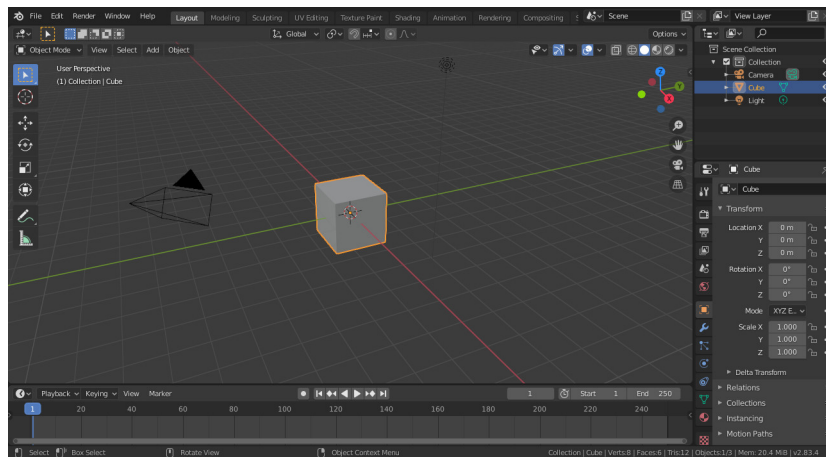 File Edit Render Window Help Layout Modeling Sculpting UV Editing Texture Paint Shading Animation Rendering Compositing Scene View Layer
Global Options
Object Mode View Select Add Object
User Perspective
(1) Collection | Cube
Z
Y
X
Scene Collection
Collection
Camera
Cube
Light
Cube
Cube
Transform
Location X 0 m
Y 0 m
Z 0 m
Rotation X 0°
Y 0°
Z 0°
Mode XYZ E...
Scale X 1.000
Y 1.000
Z 1.000
Delta Transform
Relations
Collections
Instancing
Motion Paths
Playback Keying View Marker 1 Start 1 End 250
1 20 40 60 80 100 120 140 160 180 200 220 240
Select Box Select Rotate View Object Context Menu Collection | Cube | Verts:8 | Faces:6 | Tris:12 | Objects:1/3 | Mem: 20.4 MiB | v2.83.4